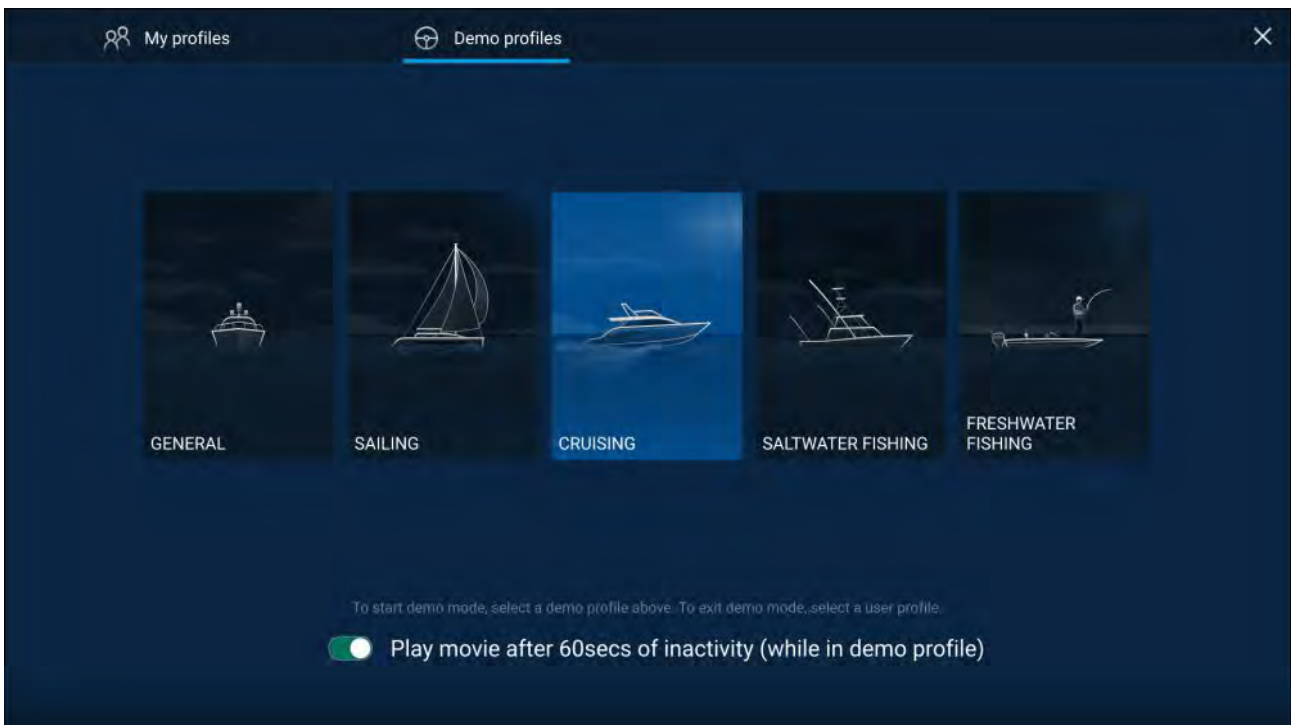 My profiles
Demo profiles
GENERAL
SAILING
CRUISING
SALTWATER FISHING
FRESHWATER
FISHING
To start demo mode, select a demo profile above. To exit demo mode, select a user profile.
Play movie after 60secs of inactivity (while in demo profile)